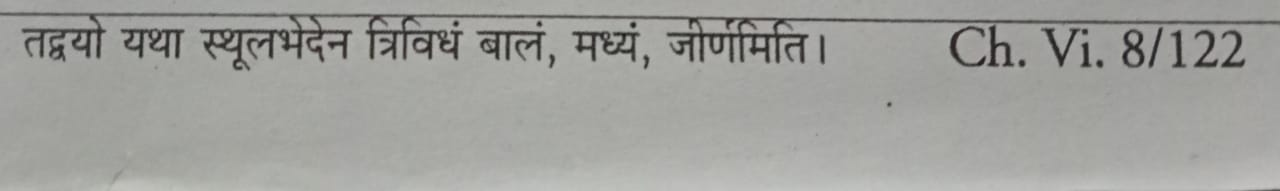 तद्वयो यथा स्थूलभेदेन त्रिविधं बालं, मध्यं, जीर्णमिति। Ch. Vi. 8/122